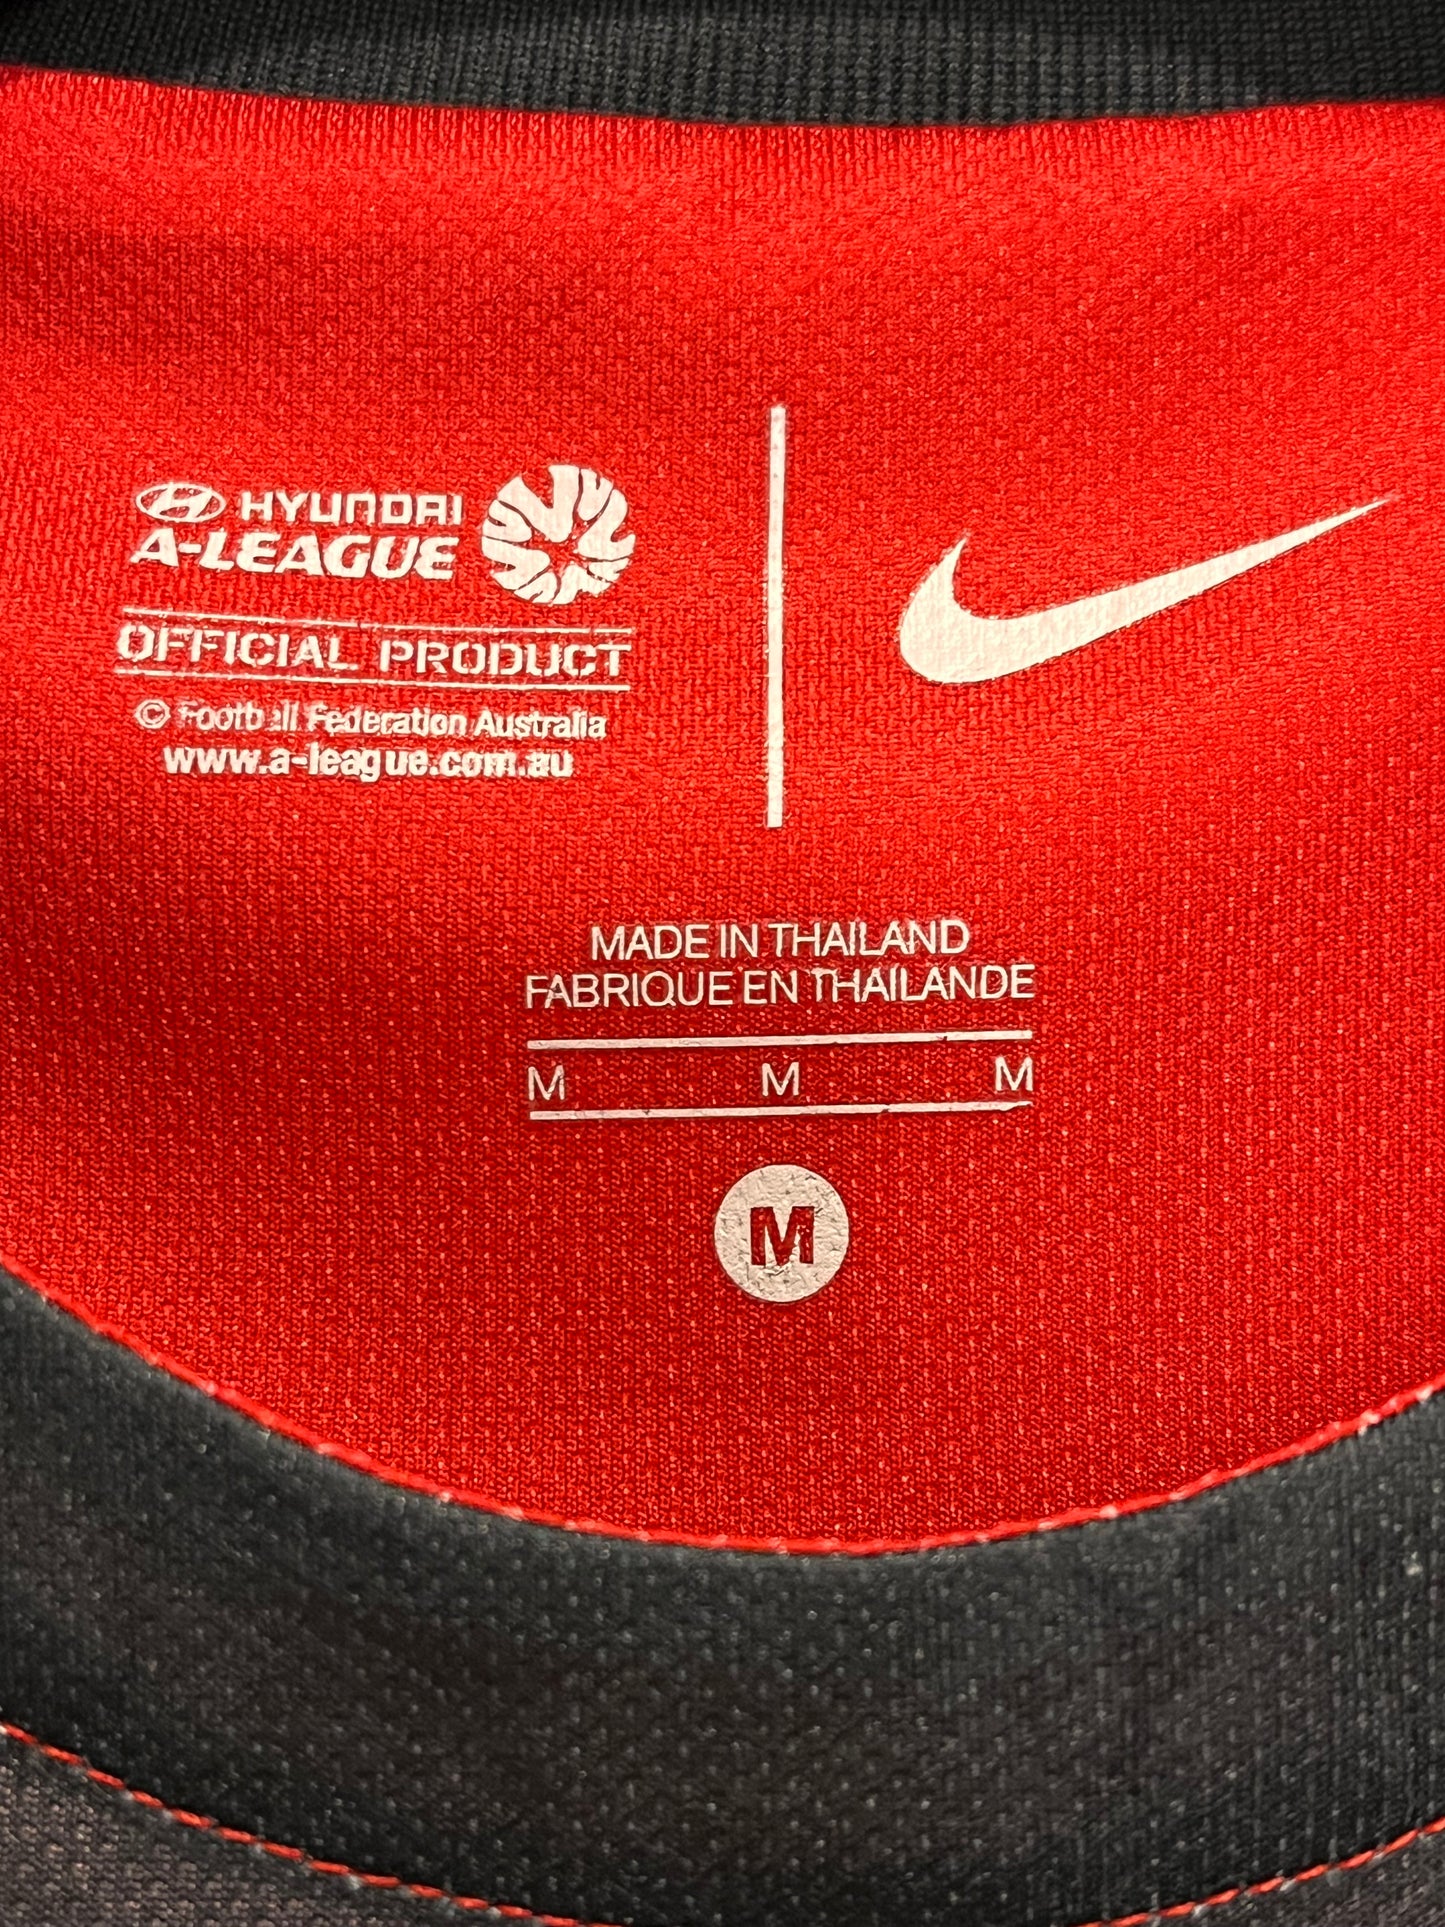 HYUNDAI
A-LEAGUE
OFFICIAL PRODUCT
© Football Federation Australia
www.a-league.com.au
MADE IN THAILAND
FABRIQUE EN THAILANDE
M M M
M